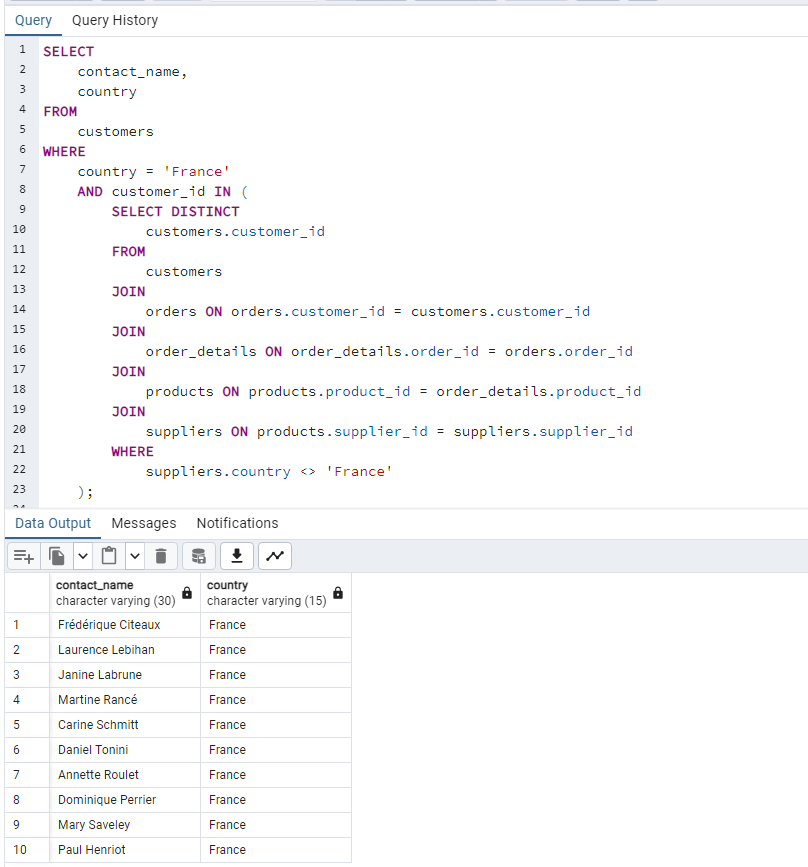 Query Query History
1 SELECT
2 contact_name,
3 country
4 FROM
5 customers
6 WHERE
7 country = 'France'
8 AND customer_id IN (
9 SELECT DISTINCT
10 customers.customer_id
11 FROM
12 customers
13 JOIN
14 orders ON orders.customer_id = customers.customer_id
15 JOIN
16 order_details ON order_details.order_id = orders.order_id
17 JOIN
18 products ON products.product_id = order_details.product_id
19 JOIN
20 suppliers ON products.supplier_id = suppliers.supplier_id
21 WHERE
22 suppliers.country <> 'France'
23 );
24
Data Output Messages Notifications
contact_name country
character varying (30) character varying (15)
1 Frédérique Citeaux France
2 Laurence Lebihan France
3 Janine Labrune France
4 Martine Rancé France
5 Carine Schmitt France
6 Daniel Tonini France
7 Annette Roulet France
8 Dominique Perrier France
9 Mary Saveley France
10 Paul Henriot France